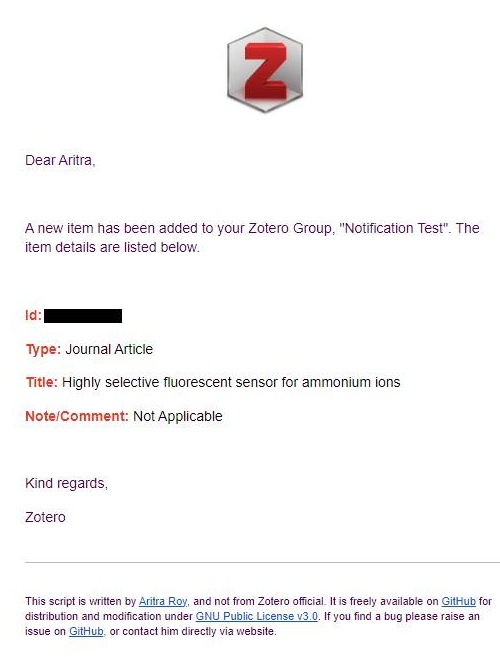 Z
Dear Aritra,
A new item has been added to your Zotero Group, "Notification Test". The
item details are listed below.
Id:
Type: Journal Article
Title: Highly selective fluorescent sensor for ammonium ions
Note/Comment: Not Applicable
Kind regards,
Zotero
This script is written by Aritra Roy, and not from Zotero official. It is freely available on GitHub for
distribution and modification under GNU Public License v3.0. If you find a bug please raise an
issue on GitHub, or contact him directly via website.